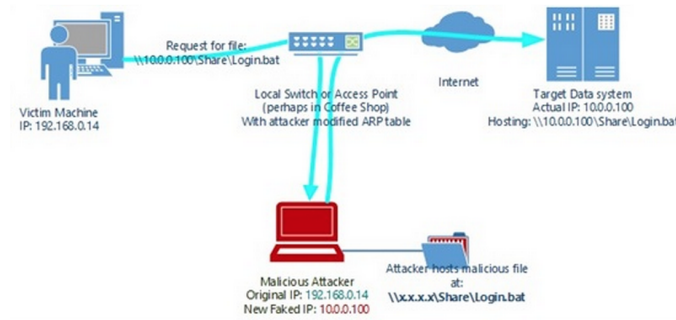 Request for file:
\\10.0.0.100\Share\Login.bat
Victim Machine
IP: 192.168.0.14
Local Switch or Access Point
(perhaps in Coffee Shop)
With attacker modified ARP table
Internet
Target Data system
Actual IP: 10.0.0.100
Hosting: \\10.0.0.100\Share\Login.bat
Malicious Attacker
Original IP: 192.168.0.14
New Faked IP: 10.0.0.100
Attacker hosts malicious file
at:
\\x.x.x.x\Share\Login.bat